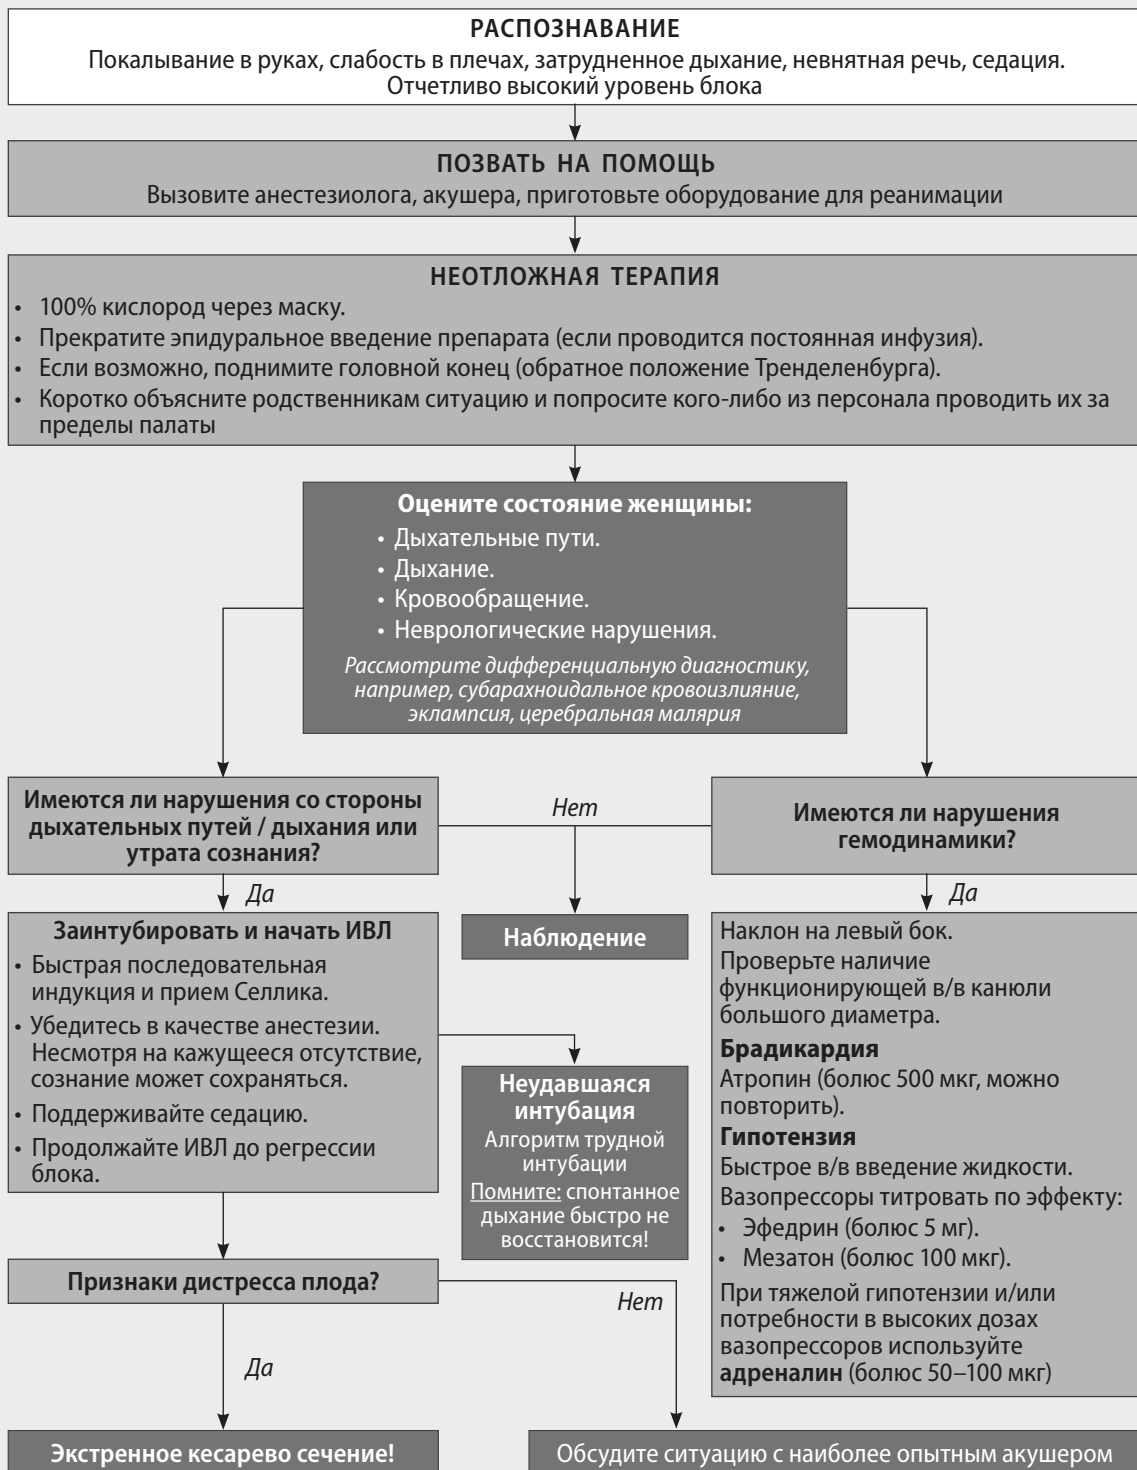 РАСПОЗНАВАНИЕ
Покалывание в руках, слабость в плечах, затрудненное дыхание, невнятная речь, седация.
Отчетливо высокий уровень блока
ПОЗВАТЬ НА ПОМОЩЬ
Вызовите анестезиолога, акушера, приготовьте оборудование для реанимации
НЕОТЛОЖНАЯ ТЕРАПИЯ
• 100% кислород через маску.
• Прекратите эпидуральное введение препарата (если проводится постоянная инфузия).
• Если возможно, поднимите головной конец (обратное положение Тренделенбурга).
• Коротко объясните родственникам ситуацию и попросите кого-либо из персонала проводить их за
пределы палаты
Оцените состояние женщины:
• Дыхательные пути.
• Дыхание.
• Кровообращение.
• Неврологические нарушения.
Рассмотрите дифференциальную диагностику,
например, субарахноидальное кровоизлияние,
эклампсия, церебральная малярия
Имеются ли нарушения со стороны
дыхательных путей / дыхания или
утрата сознания?
Нет
Имеются ли нарушения
гемодинамики?
Да
Да
Заинтубировать и начать ИВЛ
• Быстрая последовательная
индукция и прием Селлика.
• Убедитесь в качестве анестезии.
Несмотря на кажущееся отсутствие,
сознание может сохраняться.
• Поддерживайте седацию.
• Продолжайте ИВЛ до регрессии
блока.
Наблюдение
Неудавшаяся
интубация
Алгоритм трудной
интубации
Помните: спонтанное
дыхание быстро не
восстановится!
Наклон на левый бок.
Проверьте наличие
функционирующей в/в канюли
большого диаметра.
Брадикардия
Атропин (болюс 500 мкг, можно
повторить).
Гипотензия
Быстрое в/в введение жидкости.
Вазопрессоры титровать по эффекту:
• Эфедрин (болюс 5 мг).
• Мезатон (болюс 100 мкг).
При тяжелой гипотензии и/или
потребности в высоких дозах
вазопрессоров используйте
адреналин (болюс 50–100 мкг)
Признаки дистресса плода?
Нет
Да
Экстренное кесарево сечение!
Обсудите ситуацию с наиболее опытным акушером